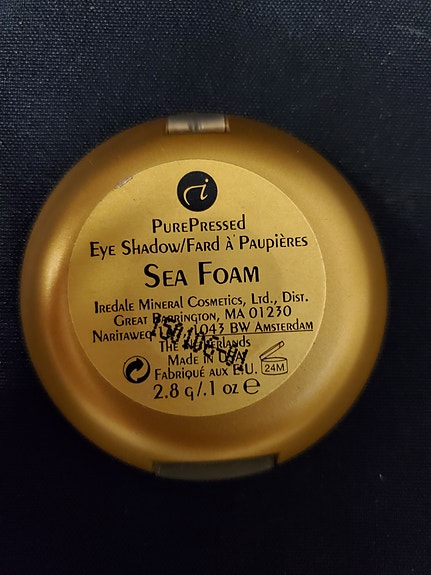 PurePressed
Eye Shadow/Fard à Paupières
Sea Foam
Iredale Mineral Cosmetics, Ltd., Dist.
Great Barrington, MA 01230
Naritaweg 1043 BW Amsterdam
The Netherlands
Made in USA
Fabriqué aux E.U. 24M
2.8 g/.1 oz e